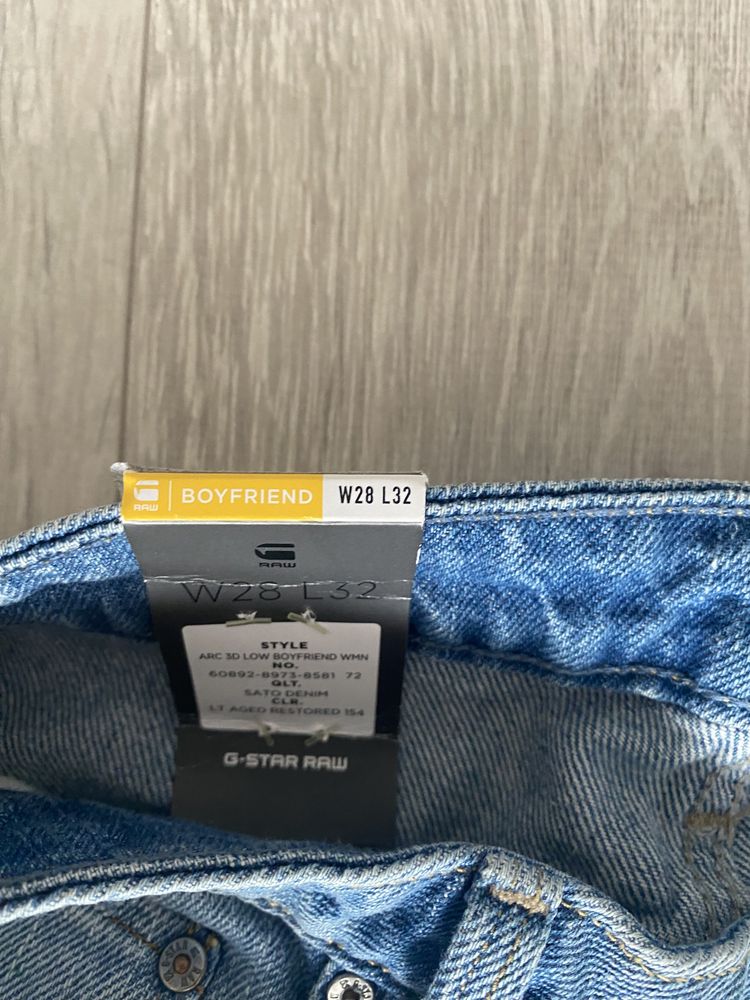 RAW
BOYFRIEND
W28 L32
RAW
W28 L32
STYLE
ARC 3D LOW BOYFRIEND WMN
NO.
60892-8973-8581 72
QLT.
SATO DENIM
CLR.
LT AGED RESTORED 154
G-STAR RAW